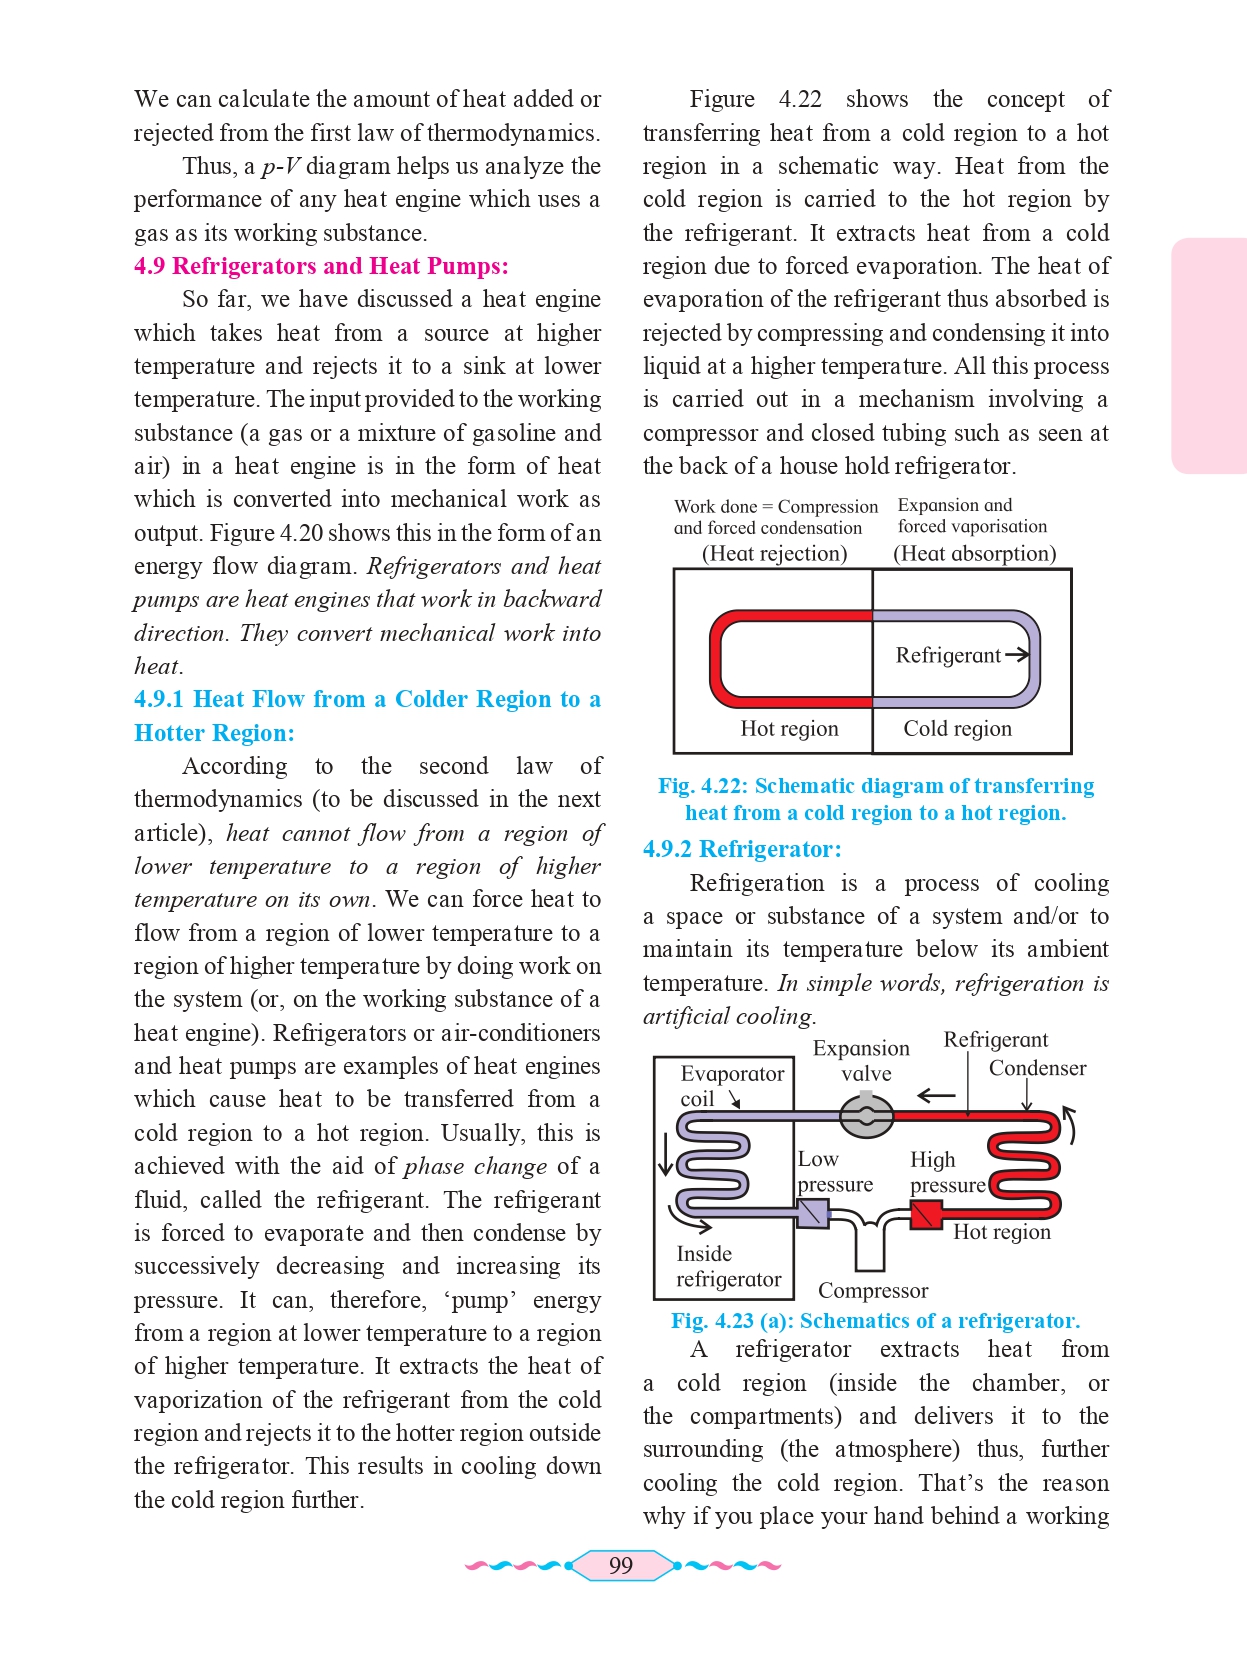 We can calculate the amount of heat added or
rejected from the first law of thermodynamics.
Thus, a p-V diagram helps us analyze the
performance of any heat engine which uses a
gas as its working substance.
4.9 Refrigerators and Heat Pumps:
So far, we have discussed a heat engine
which takes heat from a source at higher
temperature and rejects it to a sink at lower
temperature. The input provided to the working
substance (a gas or a mixture of gasoline and
air) in a heat engine is in the form of heat
which is converted into mechanical work as
output. Figure 4.20 shows this in the form of an
energy flow diagram. Refrigerators and heat
pumps are heat engines that work in backward
direction. They convert mechanical work into
heat.
4.9.1 Heat Flow from a Colder Region to a
Hotter Region:
According to the second law of
thermodynamics (to be discussed in the next
article), heat cannot flow from a region of
lower temperature to a region of higher
temperature on its own. We can force heat to
flow from a region of lower temperature to a
region of higher temperature by doing work on
the system (or, on the working substance of a
heat engine). Refrigerators or air-conditioners
and heat pumps are examples of heat engines
which cause heat to be transferred from a
cold region to a hot region. Usually, this is
achieved with the aid of phase change of a
fluid, called the refrigerant. The refrigerant
is forced to evaporate and then condense by
successively decreasing and increasing its
pressure. It can, therefore, ‘pump’ energy
from a region at lower temperature to a region
of higher temperature. It extracts the heat of
vaporization of the refrigerant from the cold
region and rejects it to the hotter region outside
the refrigerator. This results in cooling down
the cold region further.
Figure 4.22 shows the concept of
transferring heat from a cold region to a hot
region in a schematic way. Heat from the
cold region is carried to the hot region by
the refrigerant. It extracts heat from a cold
region due to forced evaporation. The heat of
evaporation of the refrigerant thus absorbed is
rejected by compressing and condensing it into
liquid at a higher temperature. All this process
is carried out in a mechanism involving a
compressor and closed tubing such as seen at
the back of a house hold refrigerator.
Work done = Compression
and forced condensation
(Heat rejection)
Expansion and
forced vaporisation
(Heat absorption)
Refrigerant
Hot region
Cold region
Fig. 4.22: Schematic diagram of transferring
heat from a cold region to a hot region.
4.9.2 Refrigerator:
Refrigeration is a process of cooling
a space or substance of a system and/or to
maintain its temperature below its ambient
temperature. In simple words, refrigeration is
artificial cooling.
Evaporator
coil
Expansion
valve
Refrigerant
Condenser
Low
pressure
High
pressure
Hot region
Inside
refrigerator
Compressor
Fig. 4.23 (a): Schematics of a refrigerator.
A refrigerator extracts heat from
a cold region (inside the chamber, or
the compartments) and delivers it to the
surrounding (the atmosphere) thus, further
cooling the cold region. That’s the reason
why if you place your hand behind a working
99